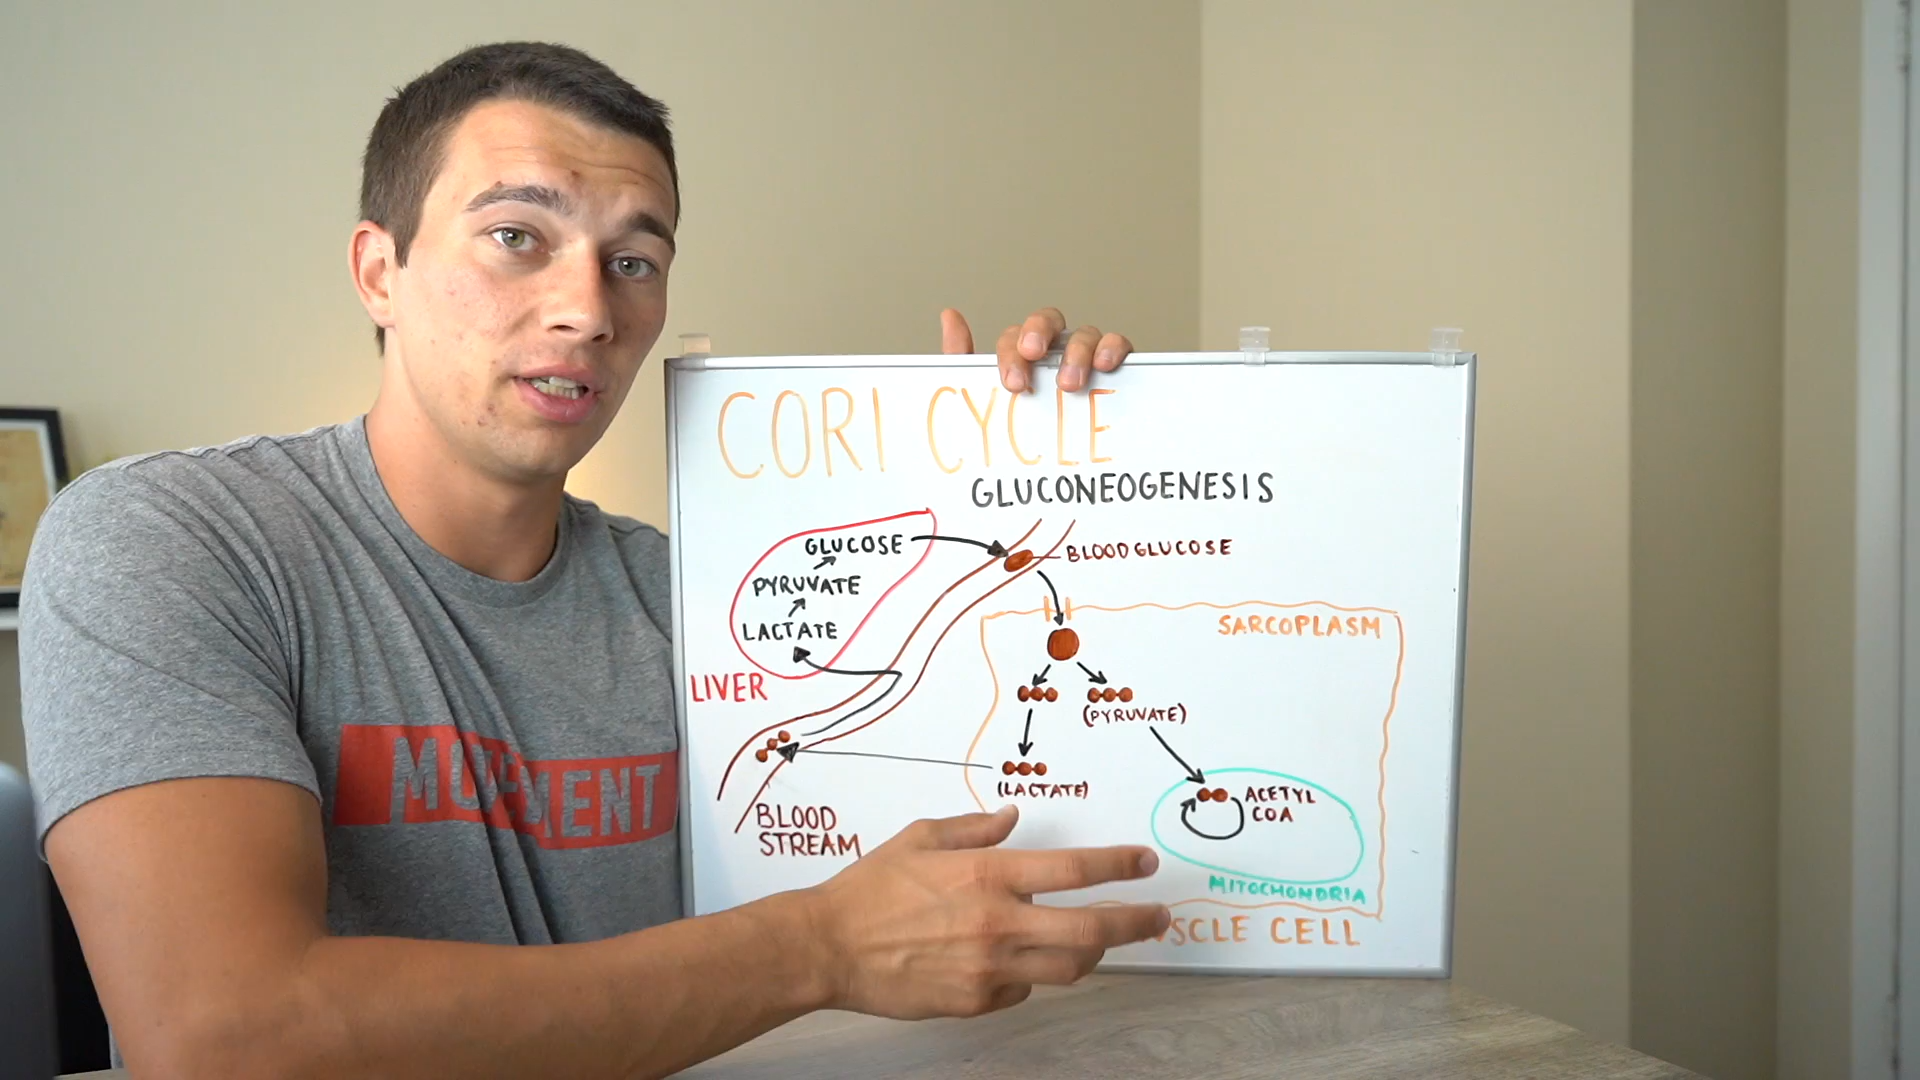 CORI CYCLE
GLUCONEOGENESIS
GLUCOSE
BLOOD GLUCOSE
PYRUVATE
LACTATE
SARCOPLASM
LIVER
(PYRUVATE)
(LACTATE)
ACETYL
COA
BLOOD
STREAM
MITOCHONDRIA
CELL